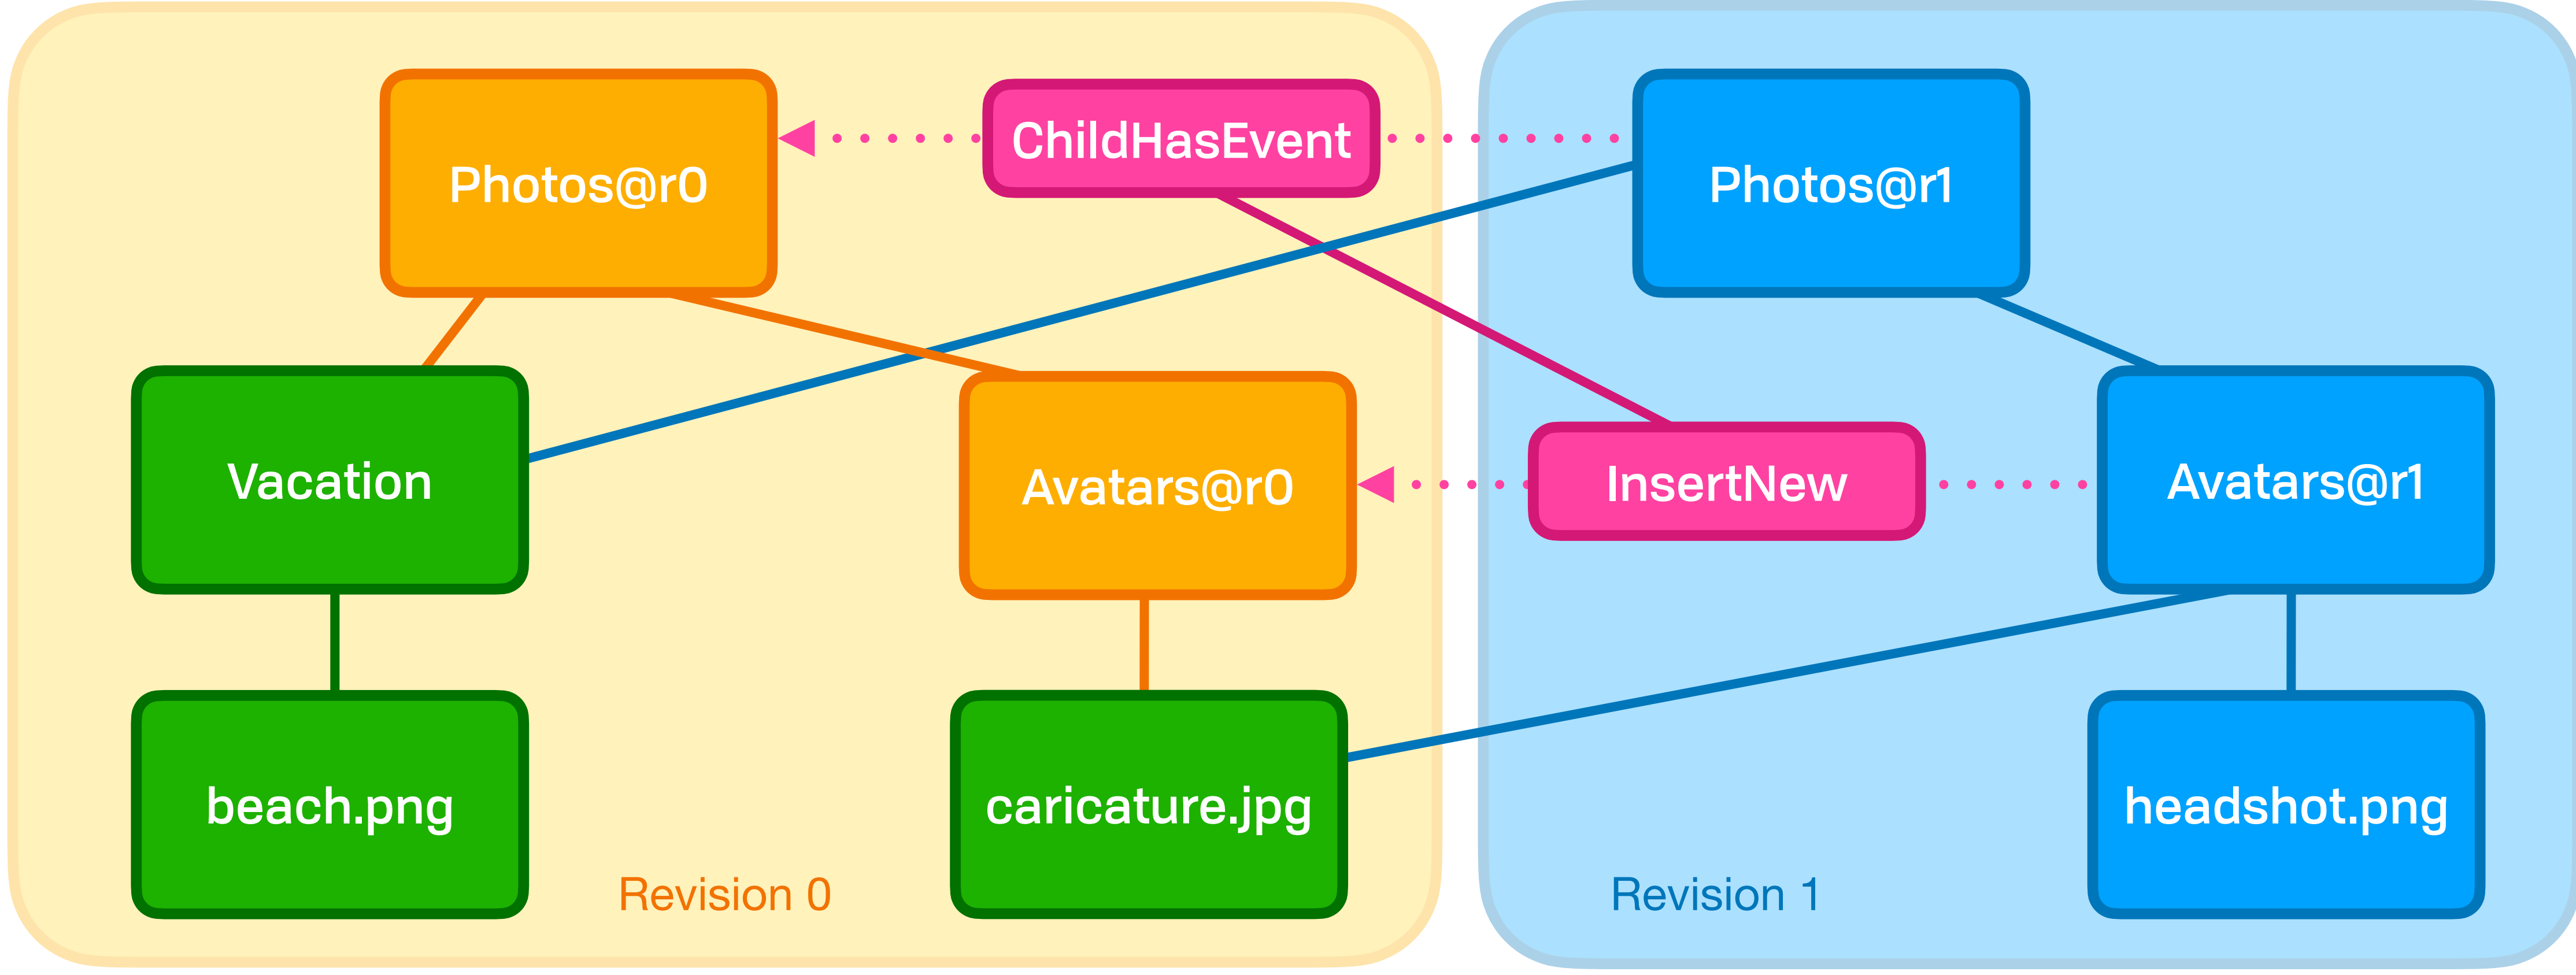 Photos@r0
ChildHasEvent
Photos@r1
Vacation
Avatars@r0
InsertNew
Avatars@r1
beach.png
caricature.jpg
headshot.png
Revision 0
Revision 1